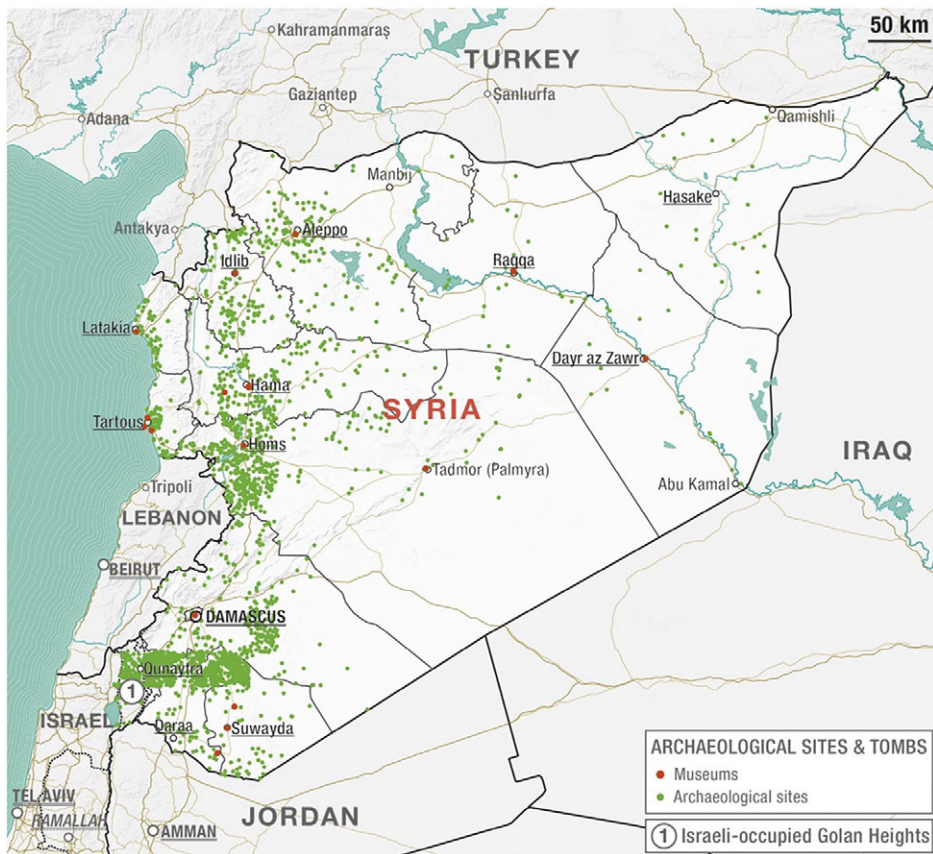 50 km
Kahramanmaraş
TURKEY
Gaziantep
Şanlıurfa
Adana
Qamishli
Manbij
Hasake
Antakya
Aleppo
Idlib
Raqqa
Latakia
Dayr az Zawr
Hama
SYRIA
Tartous
Homs
IRAQ
Tadmor (Palmyra)
Abu Kamal
Tripoli
LEBANON
BEIRUT
DAMASCUS
Qunaytra
1
ISRAEL
Daraa
Suwayda
ARCHAEOLOGICAL SITES & TOMBS
Museums
Archaeological sites
TEL AVIV
RAMALLAH
JORDAN
AMMAN
1 Israeli-occupied Golan Heights